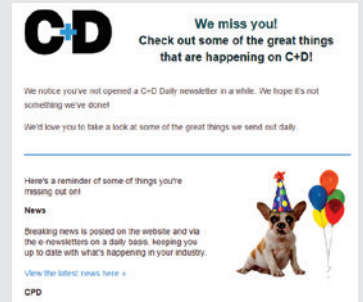 C+D
We miss you!
Check out some of the great things
that are happening on C+D!
We notice you've not opened a C+D Daily newsletter in a while. We hope it's not
something we've done!
We'd love you to take a look at some of the great things we send out daily.
Here's a reminder of some of things you're
missing out on!
News
Breaking news is posted on the website and via
the e-newsletters on a daily basis, keeping you
up to date with what's happening in your industry.
View the latest news here »
CPD